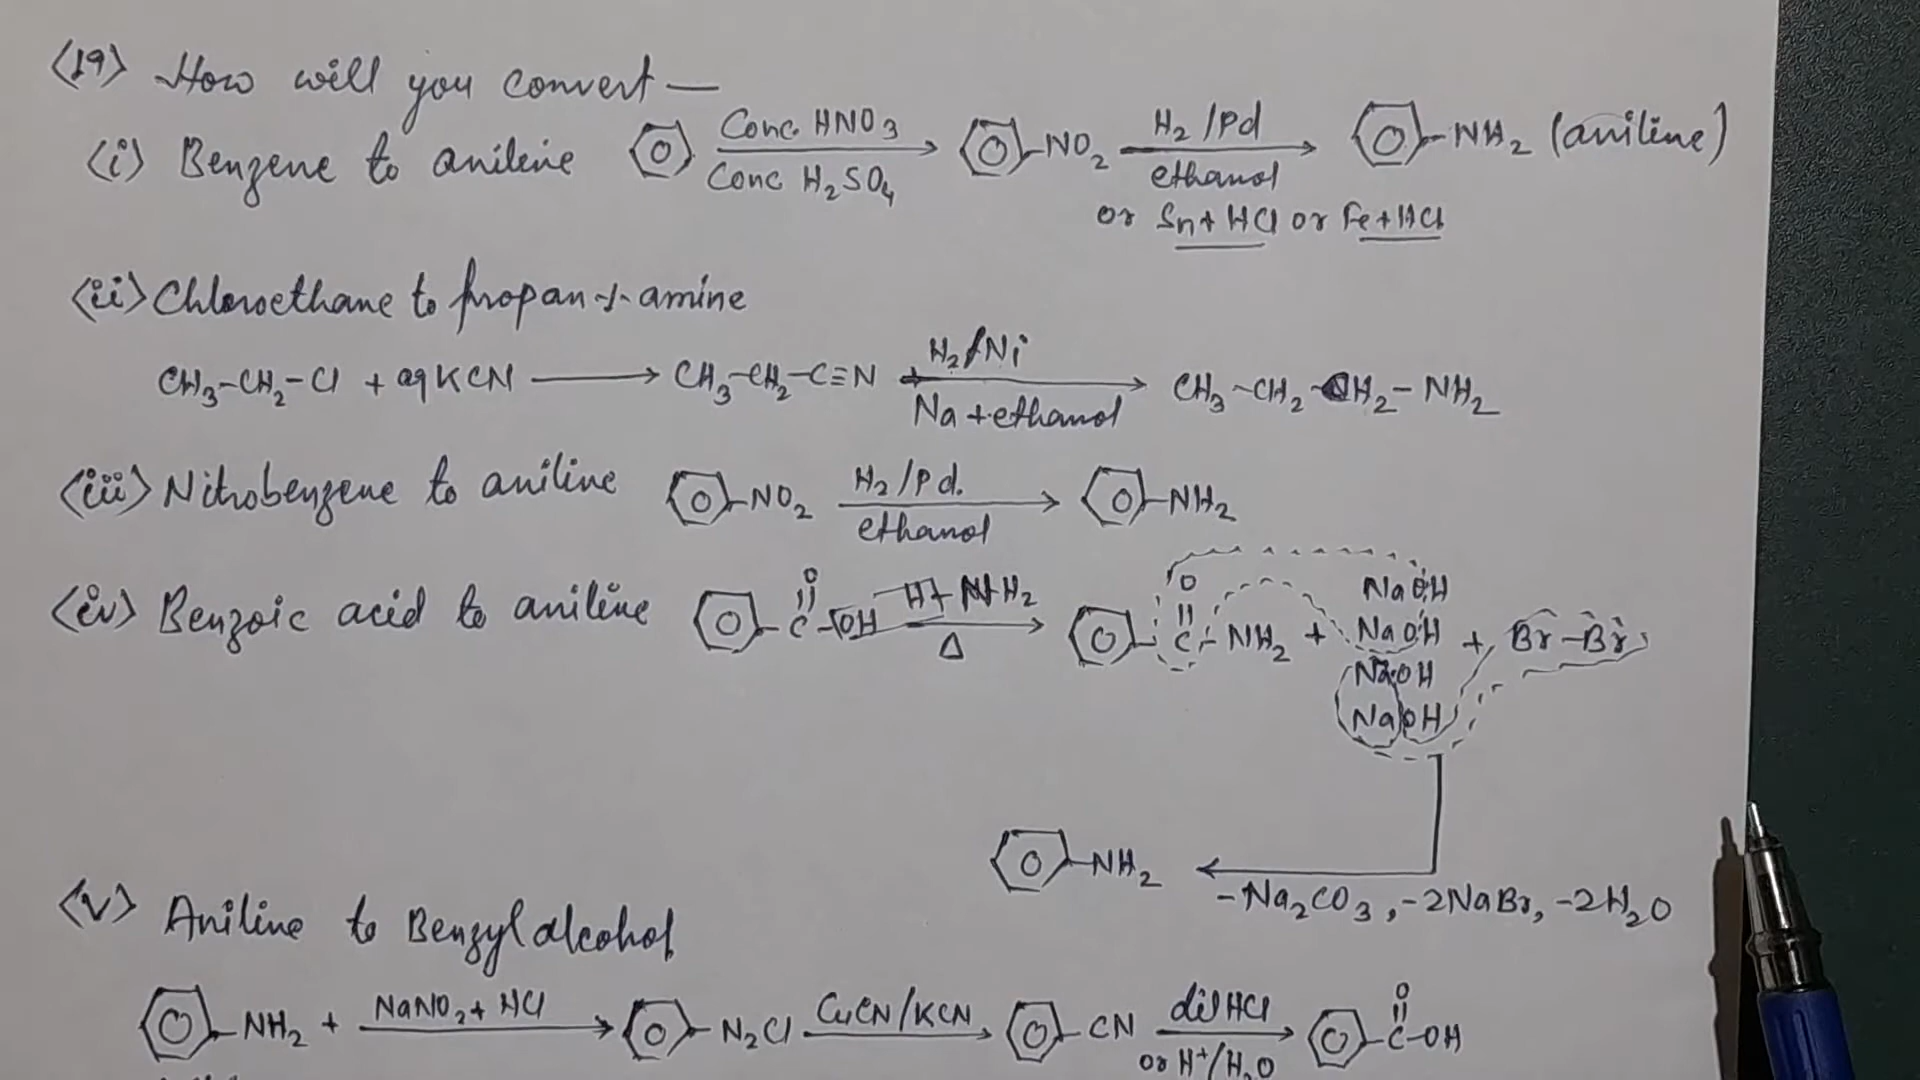 (19) How will you convert —
(i) Benzene to aniline ⌬ Conc. HNO3 / Conc H2SO4 → ⌬-NO2 H2/Pd / ethanol → ⌬-NH2 (aniline)
or Sn+HCl or Fe+HCl
(ii) Chloroethane to propan-1-amine
CH3-CH2-Cl + aq KCN → CH3-CH2-C≡N H2/Ni / Na+ethanol → CH3-CH2-CH2-NH2
(iii) Nitrobenzene to aniline ⌬-NO2 H2/Pd. / ethanol → ⌬-NH2
(iv) Benzoic acid to aniline ⌬-C(=O)-OH H+NH2 / Δ → ⌬-C(=O)-NH2 + NaOH NaOH NaOH NaOH + Br-Br
⌬-NH2 ← -Na2CO3, -2NaBr, -2H2O
(v) Aniline to Benzylalcohol
⌬-NH2 + NaNO2+HCl → ⌬-N2Cl CuCN/KCN → ⌬-CN dil HCl / or H+/H2O → ⌬-C(=O)-OH